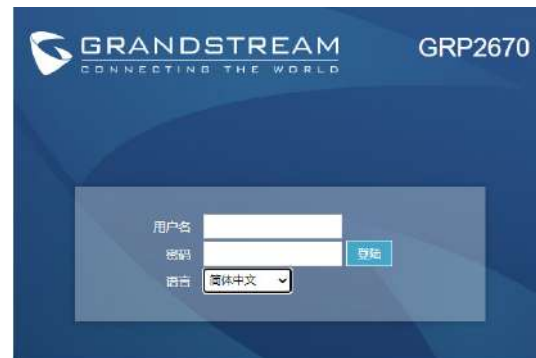 GRANDSTREAM
CONNECTING THE WORLD
GRP2670
用户名
密码
登陆
语言
简体中文